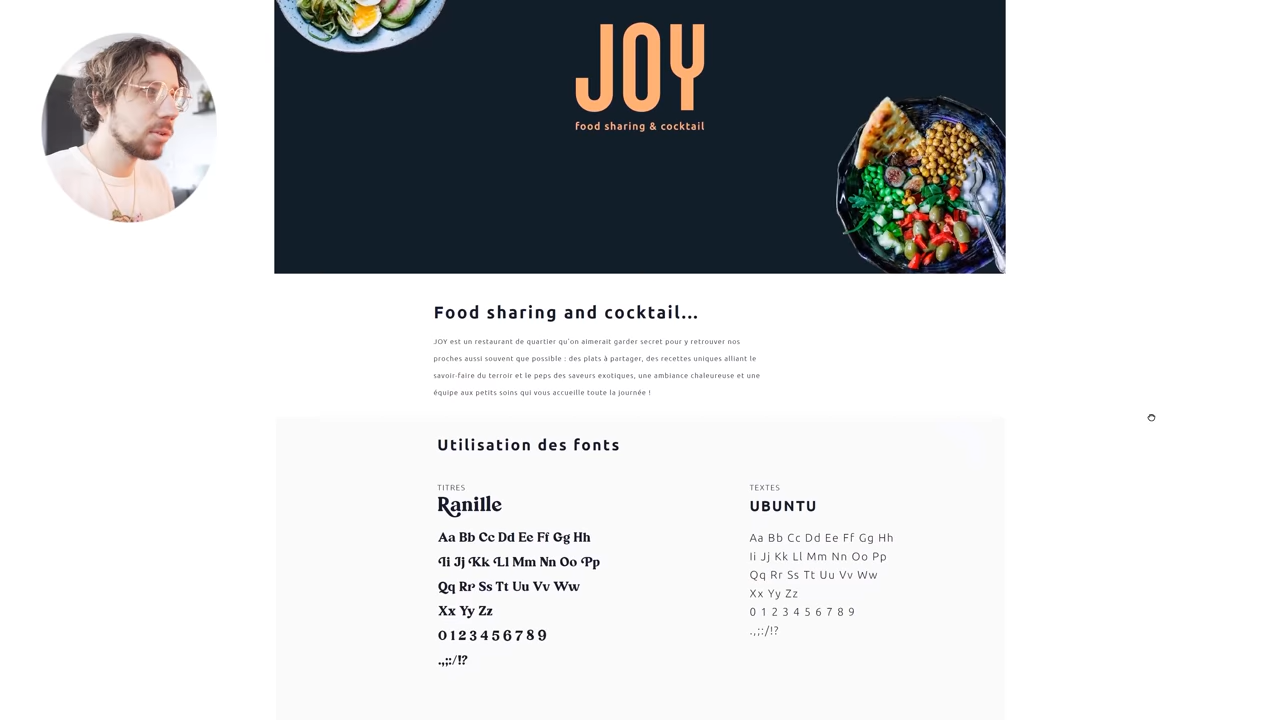 JOY
food sharing & cocktail
Food sharing and cocktail...
JOY est un restaurant de quartier qu'on aimerait garder secret pour y retrouver nos
proches aussi souvent que possible : des plats à partager, des recettes uniques alliant le
savoir-faire du terroir et le peps des saveurs exotiques, une ambiance chaleureuse et une
équipe aux petits soins qui vous accueille toute la journée !
Utilisation des fonts
TITRES
Ranille
Aa Bb Cc Dd Ee Ff Gg Hh
Ii Jj Kk Ll Mm Nn Oo Pp
Qq Rr Ss Tt Uu Vv Ww
Xx Yy Zz
0 1 2 3 4 5 6 7 8 9
.,;:/!?
TEXTES
UBUNTU
Aa Bb Cc Dd Ee Ff Gg Hh
Ii Jj Kk Ll Mm Nn Oo Pp
Qq Rr Ss Tt Uu Vv Ww
Xx Yy Zz
0 1 2 3 4 5 6 7 8 9
.,;:/!?